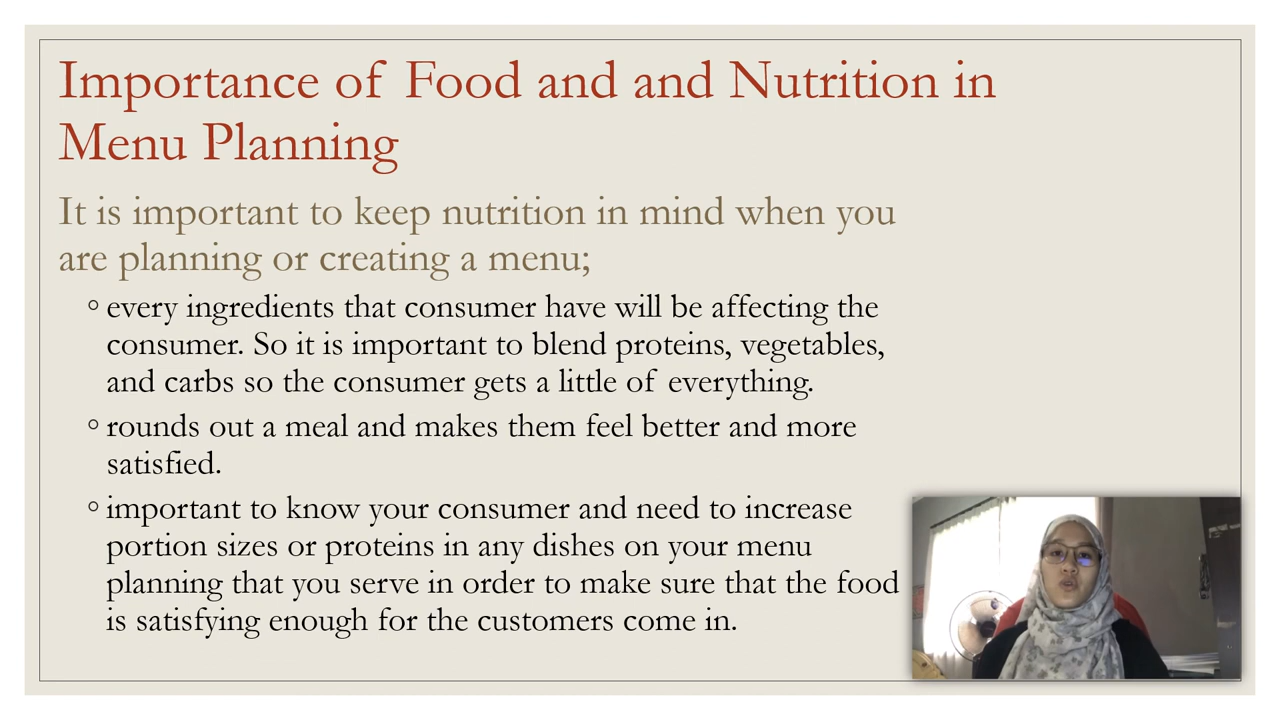 Importance of Food and and Nutrition in
Menu Planning
It is important to keep nutrition in mind when you
are planning or creating a menu;
◦ every ingredients that consumer have will be affecting the
consumer. So it is important to blend proteins, vegetables,
and carbs so the consumer gets a little of everything.
◦ rounds out a meal and makes them feel better and more
satisfied.
◦ important to know your consumer and need to increase
portion sizes or proteins in any dishes on your menu
planning that you serve in order to make sure that the food
is satisfying enough for the customers come in.